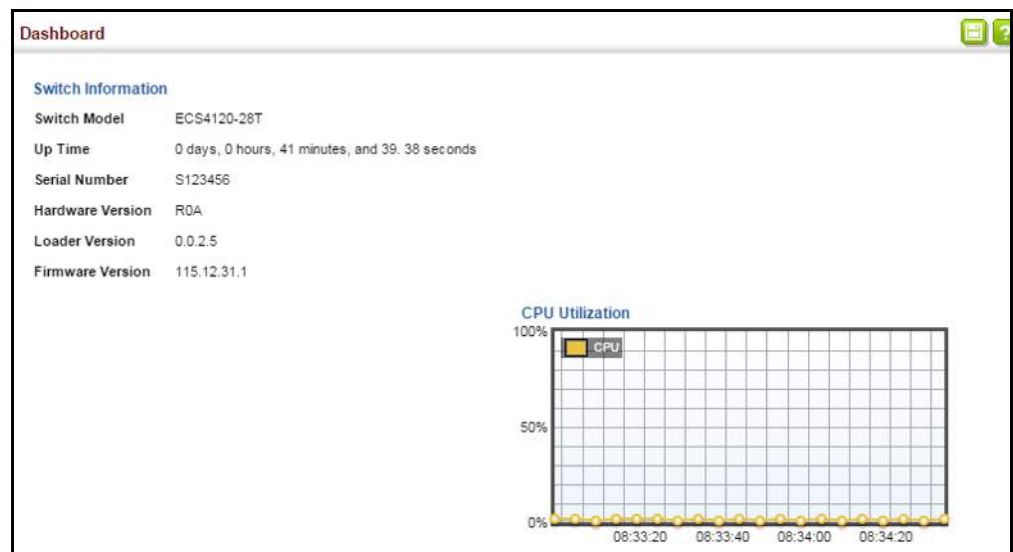 Dashboard
?
Switch Information
Switch Model ECS4120-28T
Up Time 0 days, 0 hours, 41 minutes, and 39. 38 seconds
Serial Number S123456
Hardware Version R0A
Loader Version 0.0.2.5
Firmware Version 115.12.31.1
CPU Utilization
100%
CPU
50%
0%
08:33:20 08:33:40 08:34:00 08:34:20